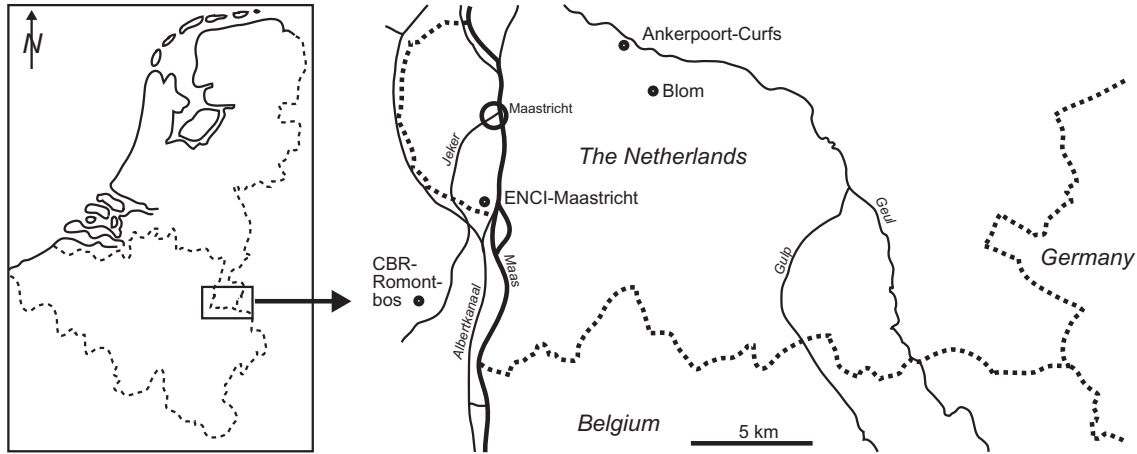 N
Ankerpoort-Curfs
Blom
Maastricht
Jeker
The Netherlands
ENCI-Maastricht
Geul
Gulp
Germany
CBR-
Romont-
bos
Maas
Albertkanaal
Belgium
5 km